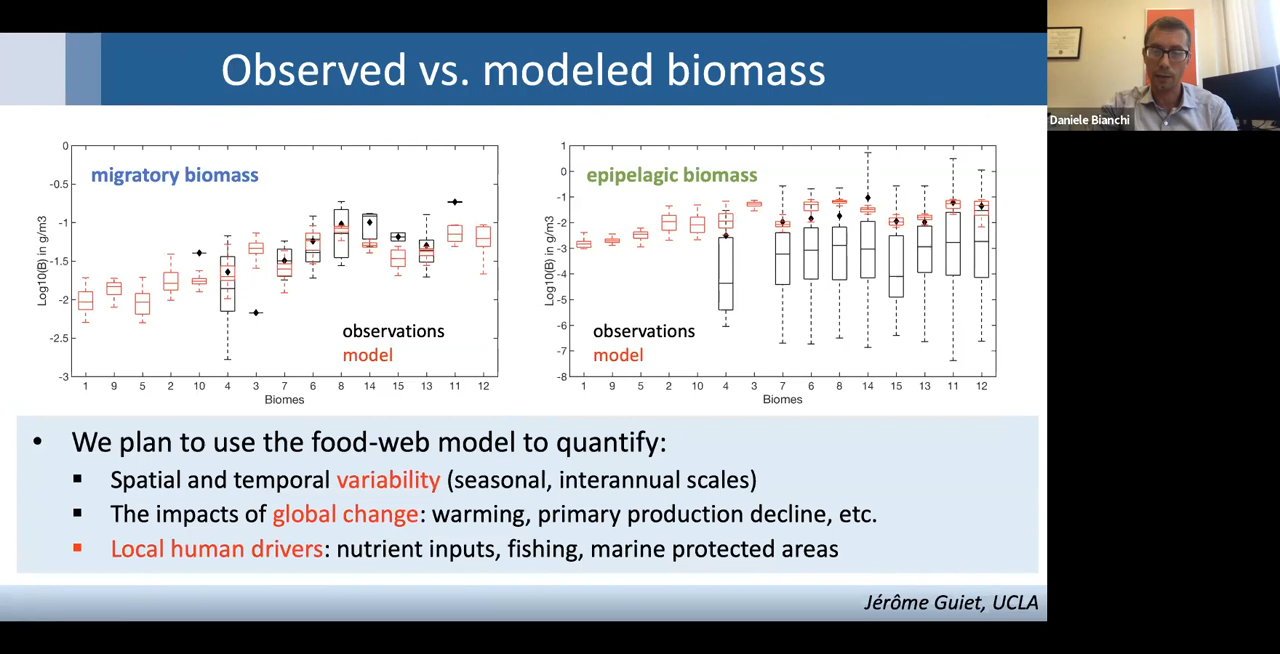 Observed vs. modeled biomass
Daniele Bianchi
migratory biomass
0
-0.5
-1
-1.5
-2
-2.5
-3
Log10(B) in g/m3
observations
model
1 9 5 2 10 4 3 7 6 8 14 15 13 11 12
Biomes
epipelagic biomass
1
0
-1
-2
-3
-4
-5
-6
-7
-8
Log10(B) in g/m3
observations
model
1 9 5 2 10 4 3 7 6 8 14 15 13 11 12
Biomes
• We plan to use the food-web model to quantify:
▪ Spatial and temporal variability (seasonal, interannual scales)
▪ The impacts of global change: warming, primary production decline, etc.
▪ Local human drivers: nutrient inputs, fishing, marine protected areas
Jérôme Guiet, UCLA